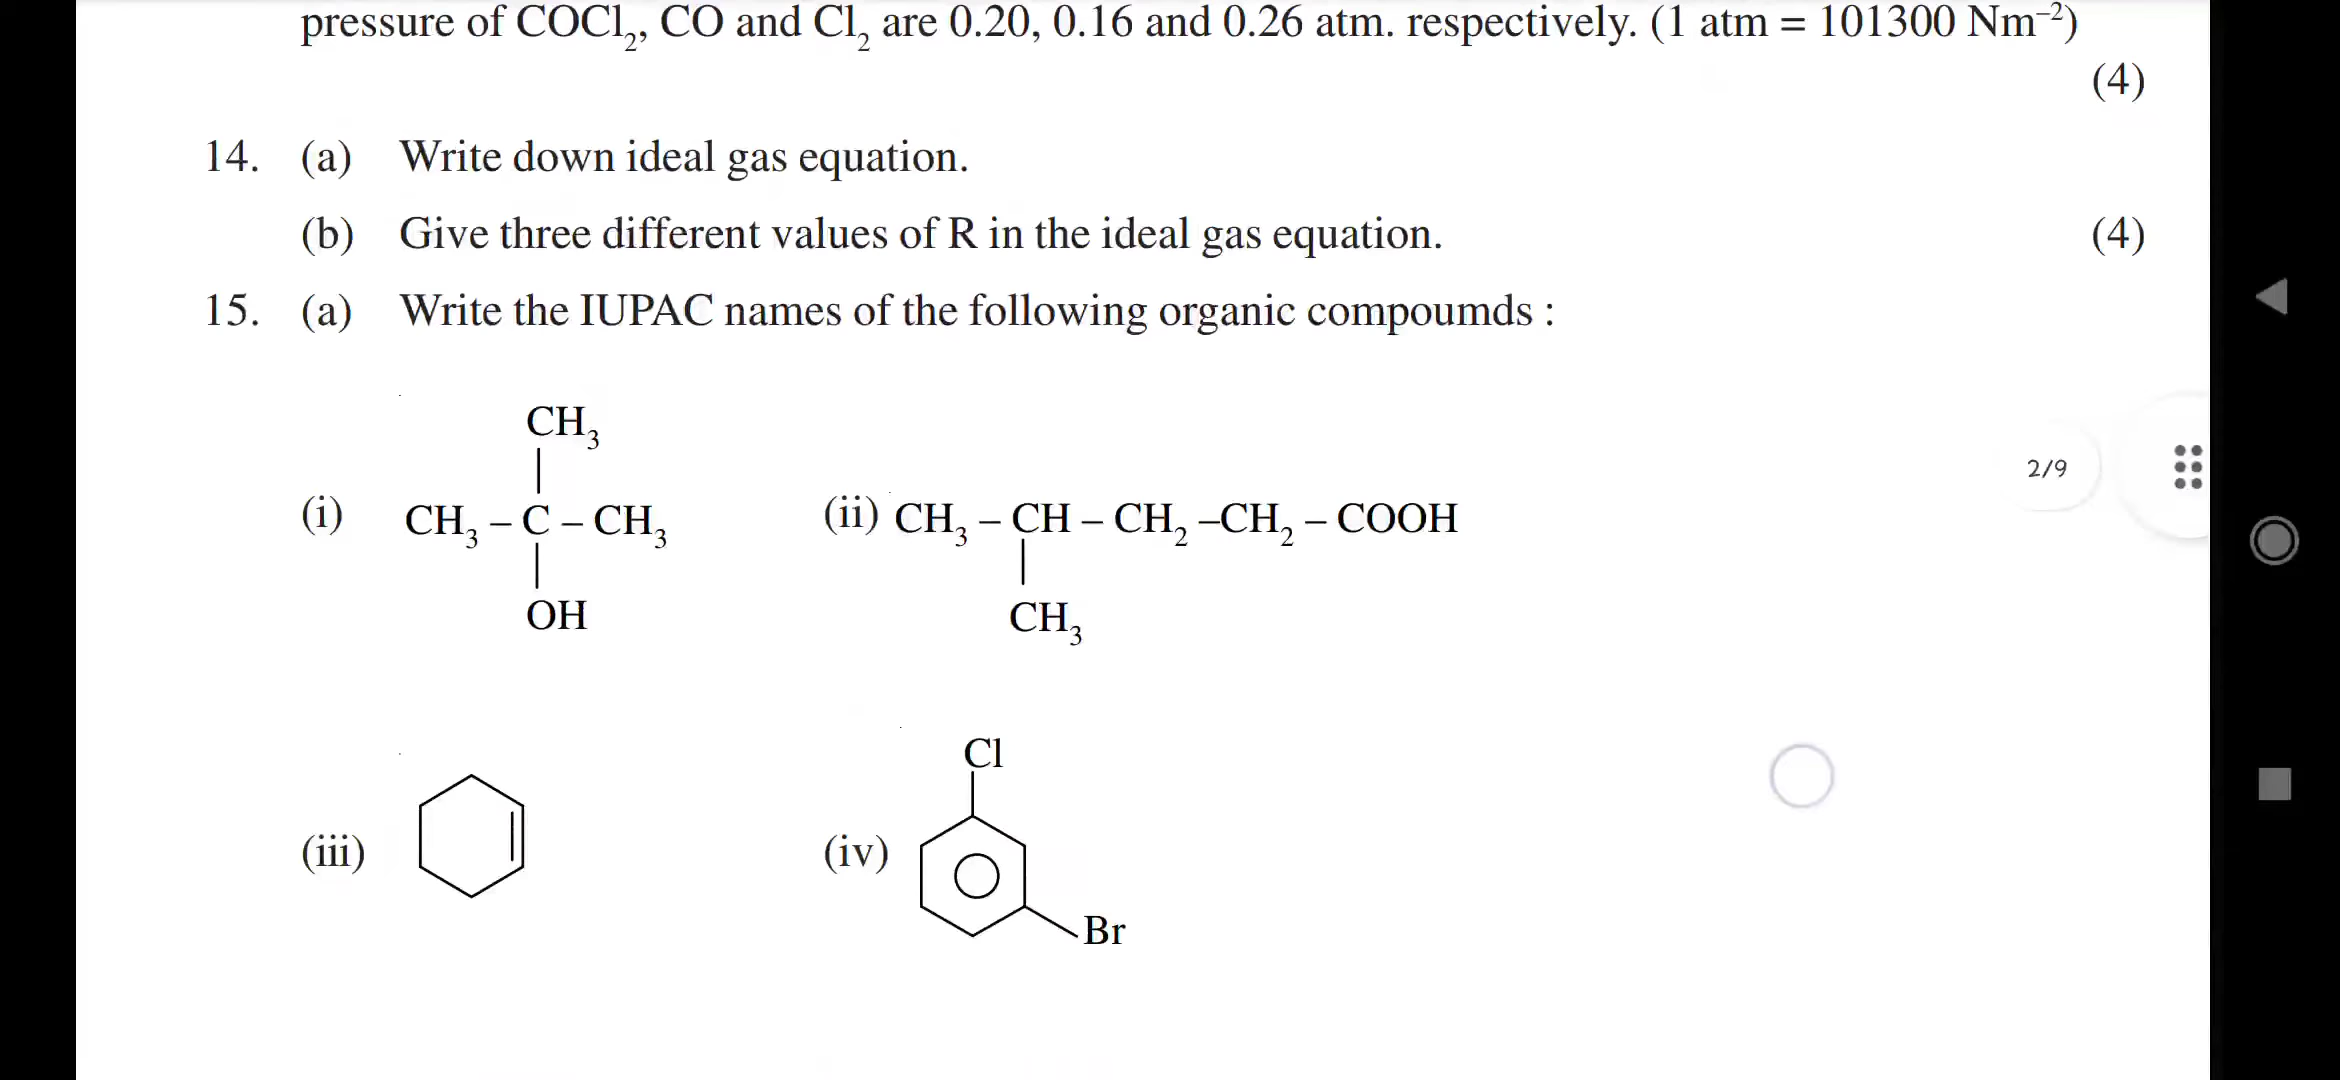 pressure of COCl₂, CO and Cl₂ are 0.20, 0.16 and 0.26 atm. respectively. (1 atm = 101300 Nm⁻²)
(4)
14. (a) Write down ideal gas equation.
(b) Give three different values of R in the ideal gas equation. (4)
15. (a) Write the IUPAC names of the following organic compoumds :
CH₃
|
(i) CH₃ – C – CH₃ (ii) CH₃ – CH – CH₂ –CH₂ – COOH
|
OH CH₃
2/9
Cl
(iii) (iv)
Br